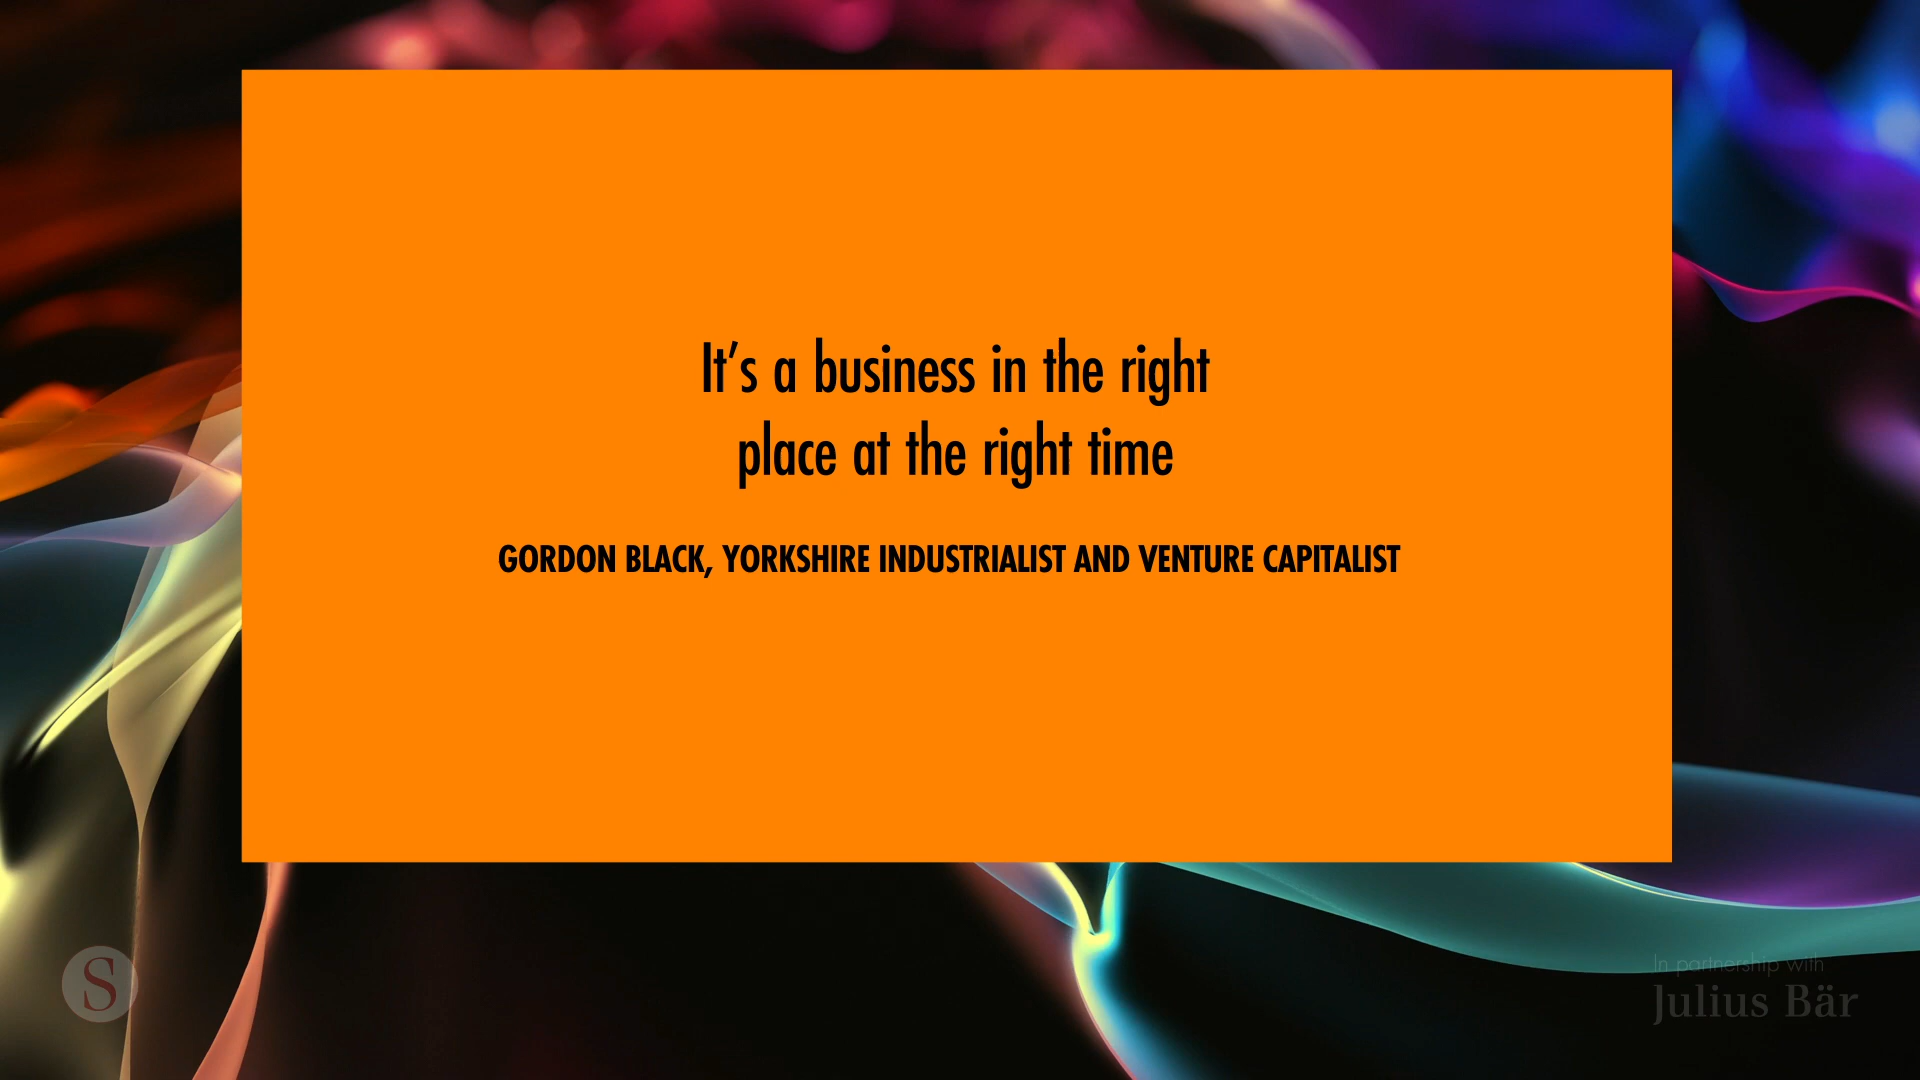 It’s a business in the right
place at the right time
GORDON BLACK, YORKSHIRE INDUSTRIALIST AND VENTURE CAPITALIST
S
In partnership with
Julius Bär